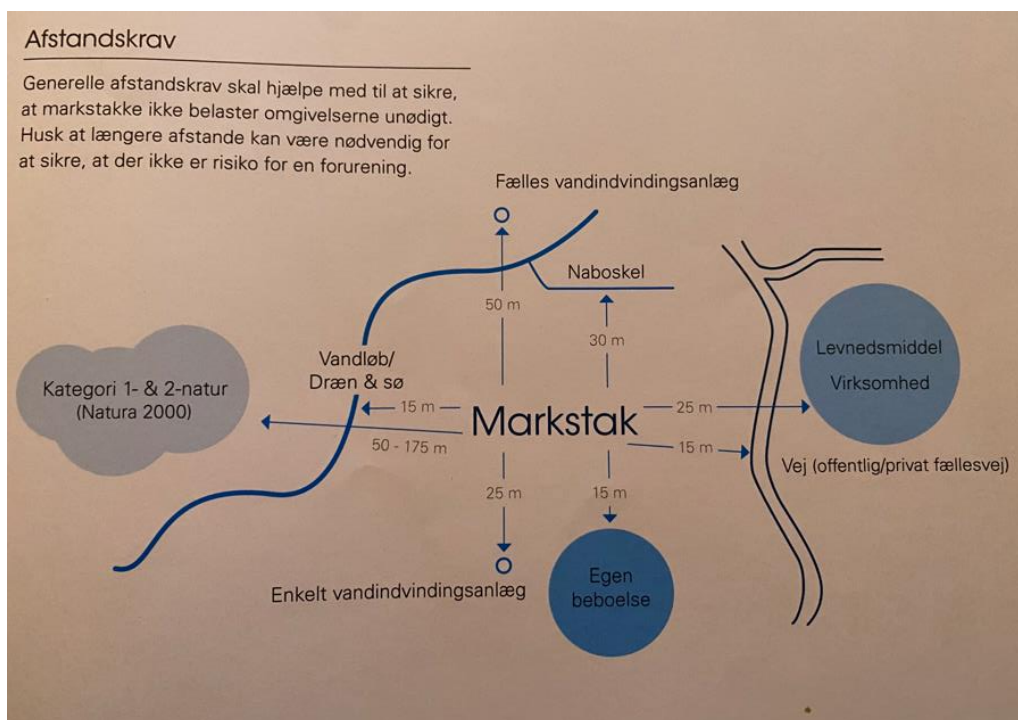 Afstandskrav
Generelle afstandskrav skal hjælpe med til at sikre,
at markstakke ikke belaster omgivelserne unødigt.
Husk at længere afstande kan være nødvendig for
at sikre, at der ikke er risiko for en forurening.
Fælles vandindvindingsanlæg
Naboskel
50 m
30 m
Levnedsmiddel
Virksomhed
Vandløb/
Dræn & sø
Kategori 1- & 2-natur
(Natura 2000)
15 m
Markstak
25 m
50 - 175 m
15 m
Vej (offentlig/privat fællesvej)
25 m
15 m
Enkelt vandindvindingsanlæg
Egen
beboelse